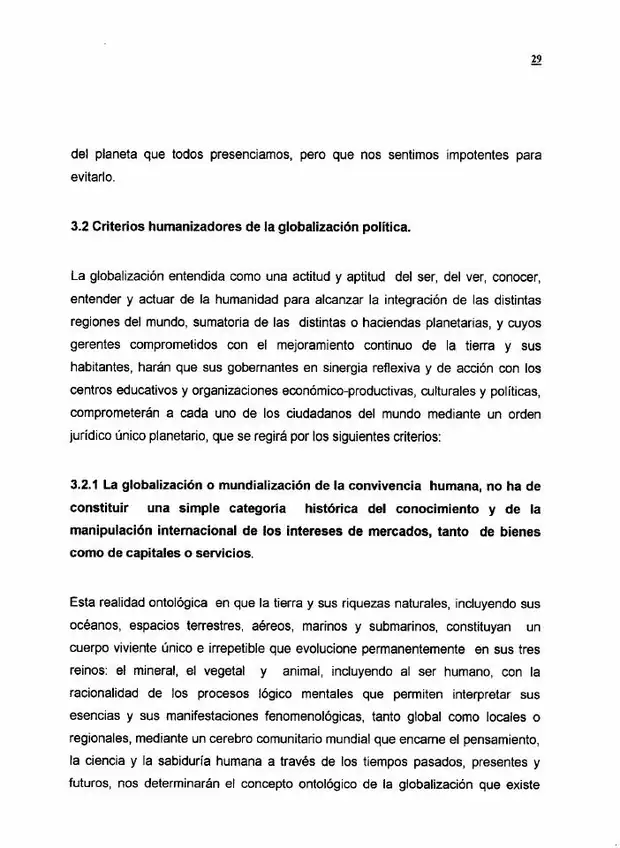 29
del planeta que todos presenciamos, pero que nos sentimos impotentes para
evitarlo.
3.2 Criterios humanizadores de la globalización política.
La globalización entendida como una actitud y aptitud del ser, del ver, conocer,
entender y actuar de la humanidad para alcanzar la integración de las distintas
regiones del mundo, sumatoria de las distintas o haciendas planetarias, y cuyos
gerentes comprometidos con el mejoramiento continuo de la tierra y sus
habitantes, harán que sus gobernantes en sinergia reflexiva y de acción con los
centros educativos y organizaciones económico-productivas, culturales y políticas,
comprometerán a cada uno de los ciudadanos del mundo mediante un orden
jurídico único planetario, que se regirá por los siguientes criterios:
3.2.1 La globalización o mundialización de la convivencia humana, no ha de
constituir una simple categoría histórica del conocimiento y de la
manipulación internacional de los intereses de mercados, tanto de bienes
como de capitales o servicios.
Esta realidad ontológica en que la tierra y sus riquezas naturales, incluyendo sus
océanos, espacios terrestres, aéreos, marinos y submarinos, constituyan un
cuerpo viviente único e irrepetible que evolucione permanentemente en sus tres
reinos: el mineral, el vegetal y animal, incluyendo al ser humano, con la
racionalidad de los procesos lógico mentales que permiten interpretar sus
esencias y sus manifestaciones fenomenológicas, tanto global como locales o
regionales, mediante un cerebro comunitario mundial que encarne el pensamiento,
la ciencia y la sabiduría humana a través de los tiempos pasados, presentes y
futuros, nos determinarán el concepto ontológico de la globalización que existe